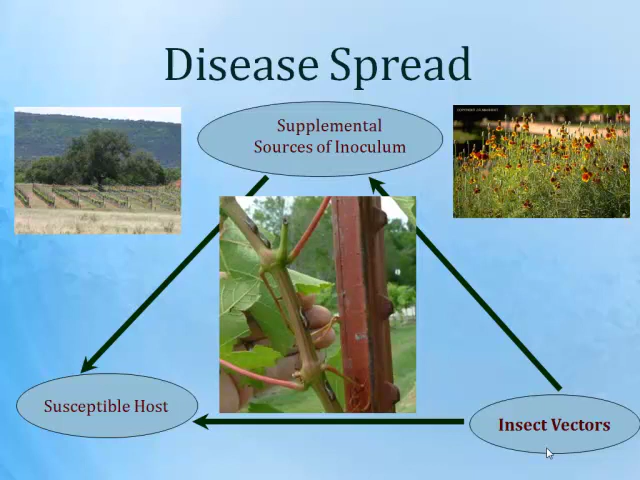 Disease Spread
Supplemental
Sources of Inoculum
Susceptible Host
Insect Vectors